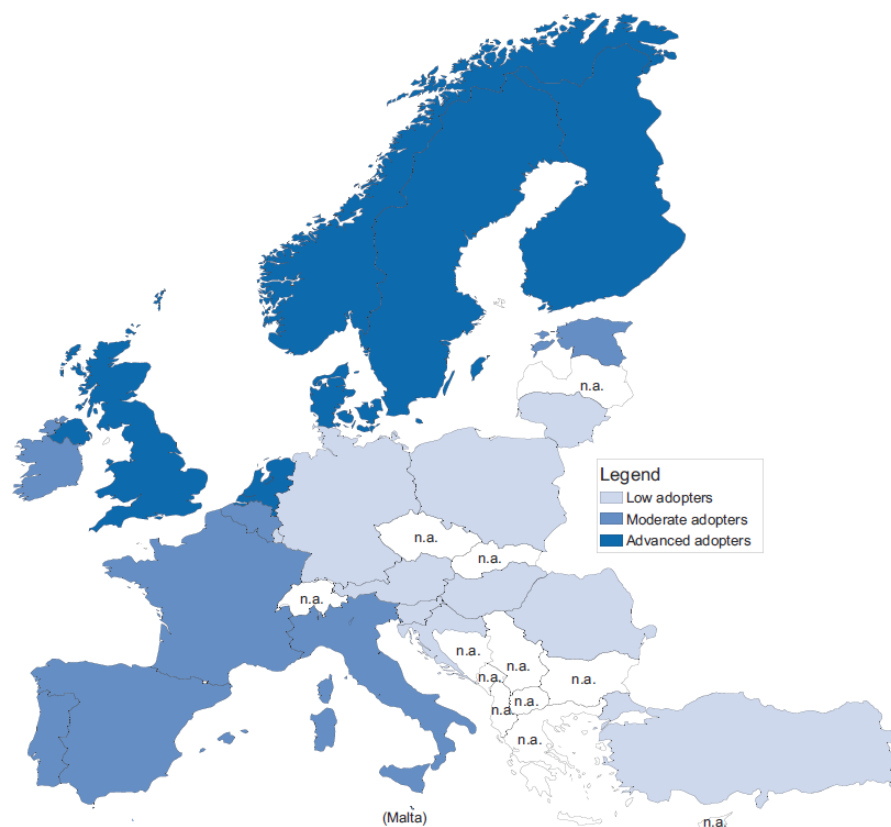 n.a.
Legend
Low adopters
Moderate adopters
Advanced adopters
n.a.
n.a.
n.a.
n.a.
n.a.
n.a.
n.a.
n.a.
n.a.
n.a.
(Malta)
n.a.